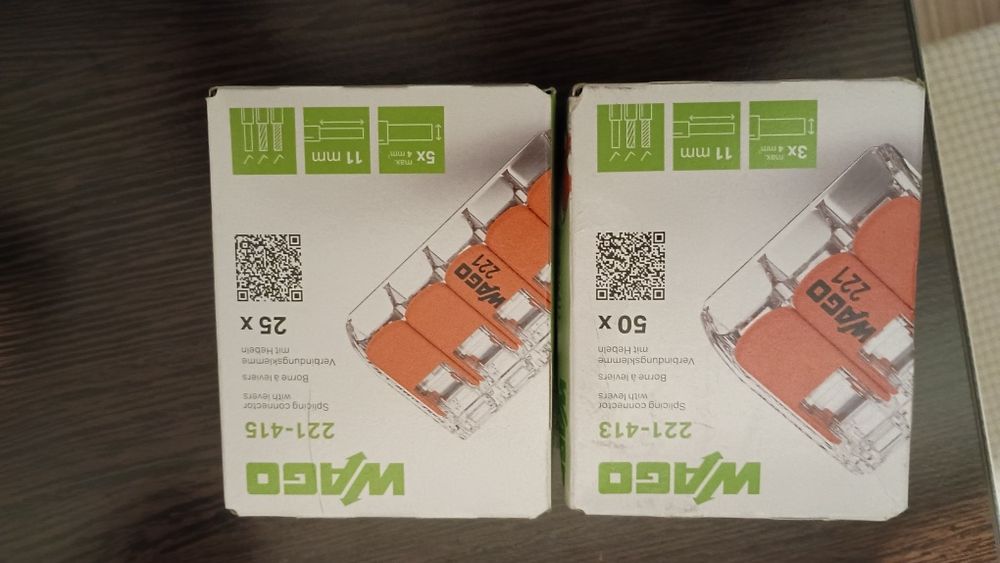 WAGO
221-413
Splicing connector
with levers
Borne à leviers
Verbindungsklemme
mit Hebeln
50 x
WAGO
221
3x
max.
4 mm²
11 mm
WAGO
221-415
Splicing connector
with levers
Borne à leviers
Verbindungsklemme
mit Hebeln
25 x
WAGO
221
5x
max.
4 mm²
11 mm